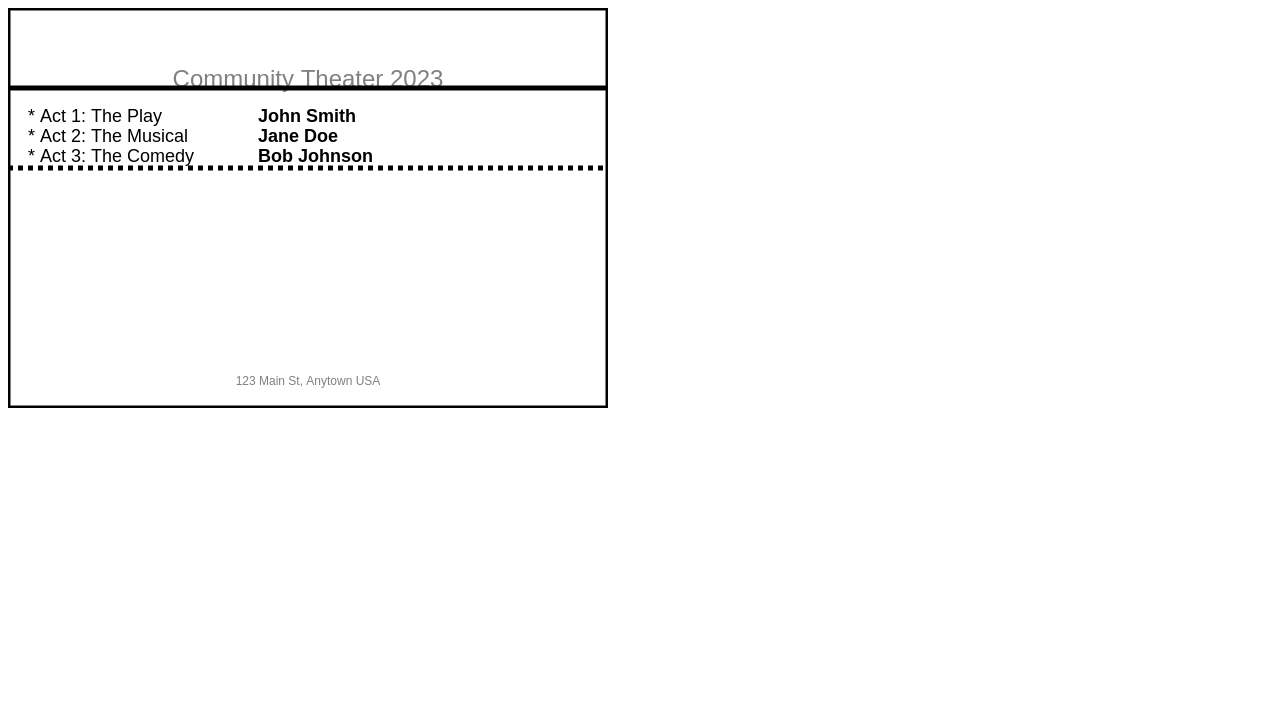 Community Theater 2023
* Act 1: The Play John Smith
* Act 2: The Musical Jane Doe
* Act 3: The Comedy Bob Johnson
123 Main St, Anytown USA